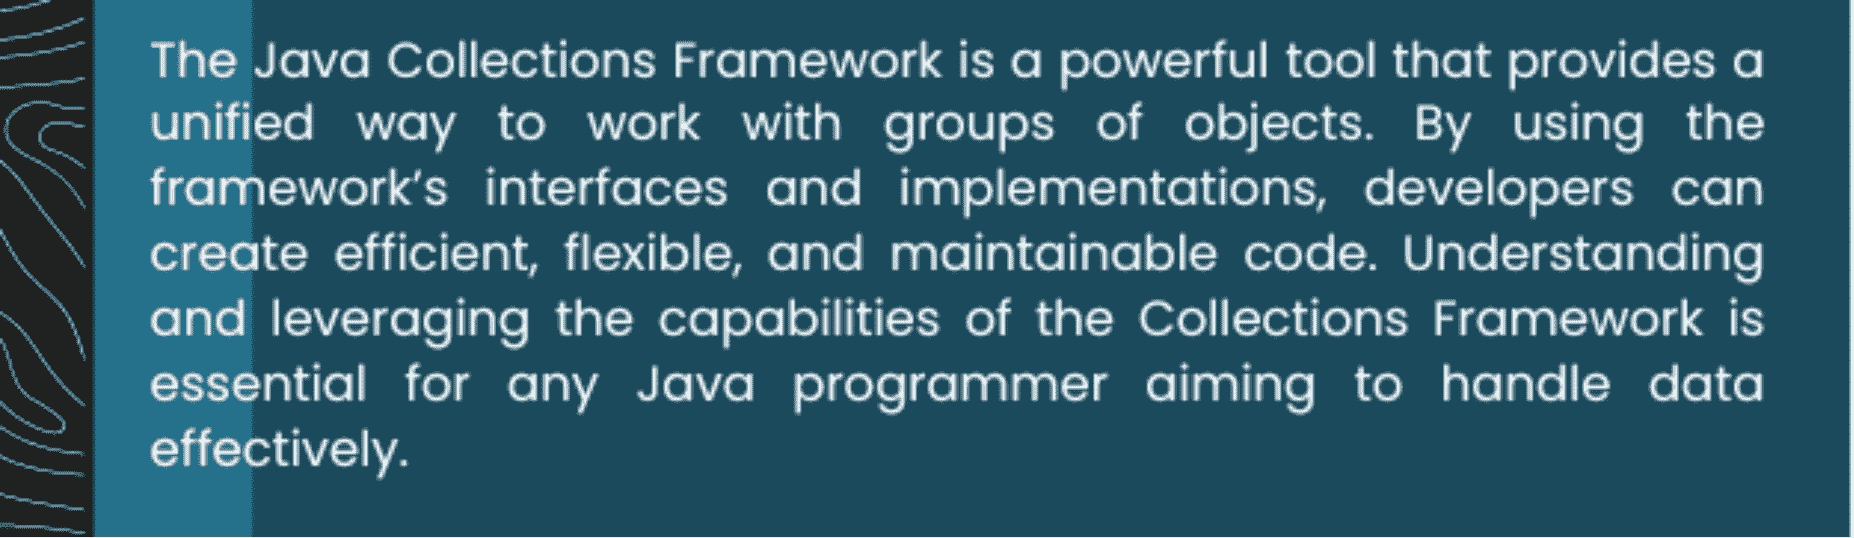 The Java Collections Framework is a powerful tool that provides a
unified way to work with groups of objects. By using the
framework’s interfaces and implementations, developers can
create efficient, flexible, and maintainable code. Understanding
and leveraging the capabilities of the Collections Framework is
essential for any Java programmer aiming to handle data
effectively.